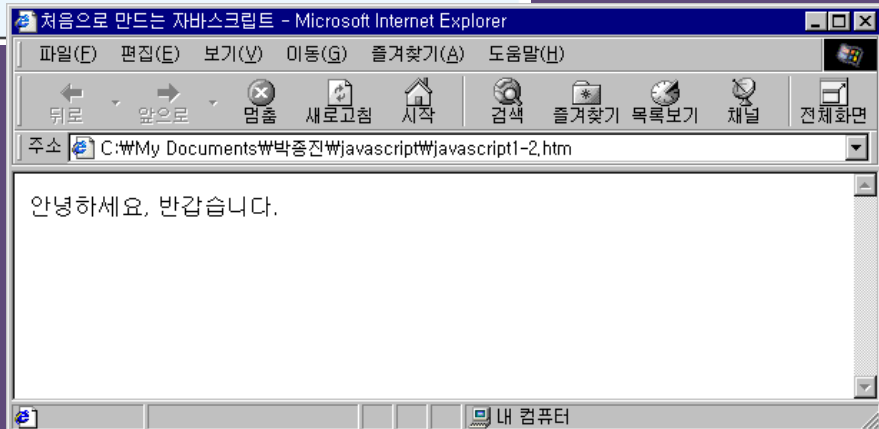 처음으로 만드는 자바스크립트 - Microsoft Internet Explorer
파일(F) 편집(E) 보기(V) 이동(G) 즐겨찾기(A) 도움말(H)
뒤로 앞으로 멈춤 새로고침 시작 검색 즐겨찾기 목록보기 채널 전체화면
주소 C:₩My Documents₩박종진₩javascript₩javascript1-2.htm
안녕하세요, 반갑습니다.
내 컴퓨터